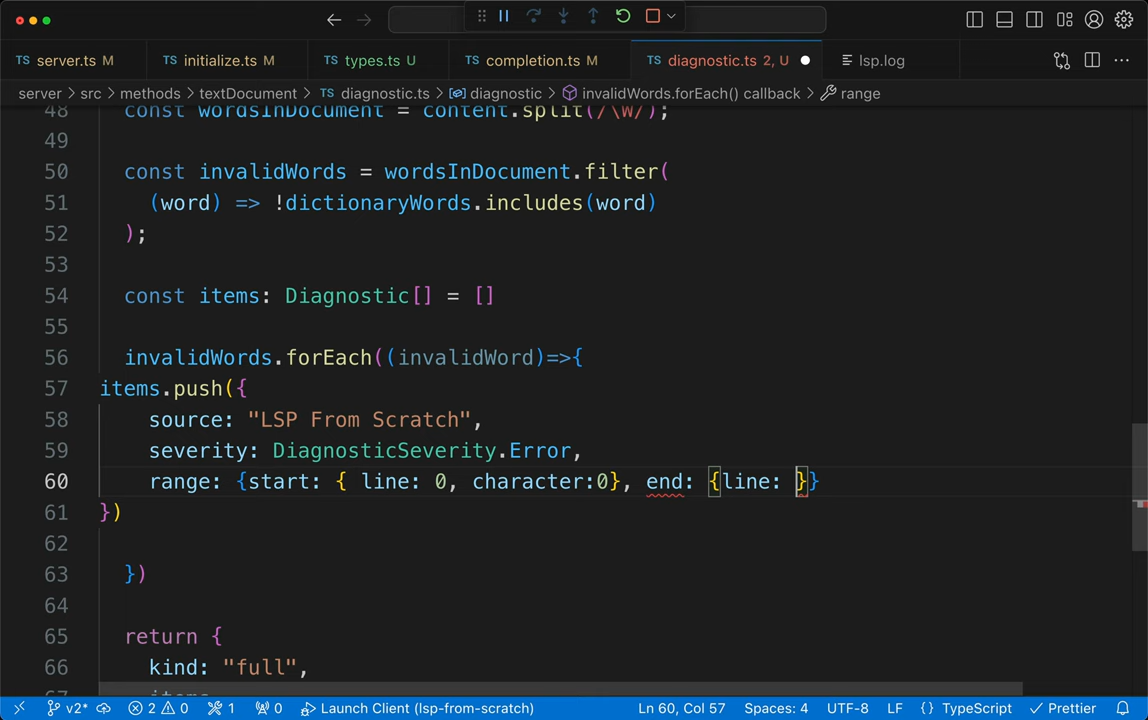 TS server.ts M TS initialize.ts M TS types.ts U TS completion.ts M TS diagnostic.ts 2, U lsp.log
server > src > methods > textDocument > TS diagnostic.ts > diagnostic > invalidWords.forEach() callback > range
48 const wordsInDocument = content.split(/\W/);
49
50 const invalidWords = wordsInDocument.filter(
51 (word) => !dictionaryWords.includes(word)
52 );
53
54 const items: Diagnostic[] = []
55
56 invalidWords.forEach((invalidWord)=>{
57 items.push({
58 source: "LSP From Scratch",
59 severity: DiagnosticSeverity.Error,
60 range: {start: { line: 0, character:0}, end: {line: }}
61 })
62
63 })
64
65 return {
66 kind: "full",
67 items
v2* 2 0 1 0 Launch Client (lsp-from-scratch) Ln 60, Col 57 Spaces: 4 UTF-8 LF {} TypeScript Prettier